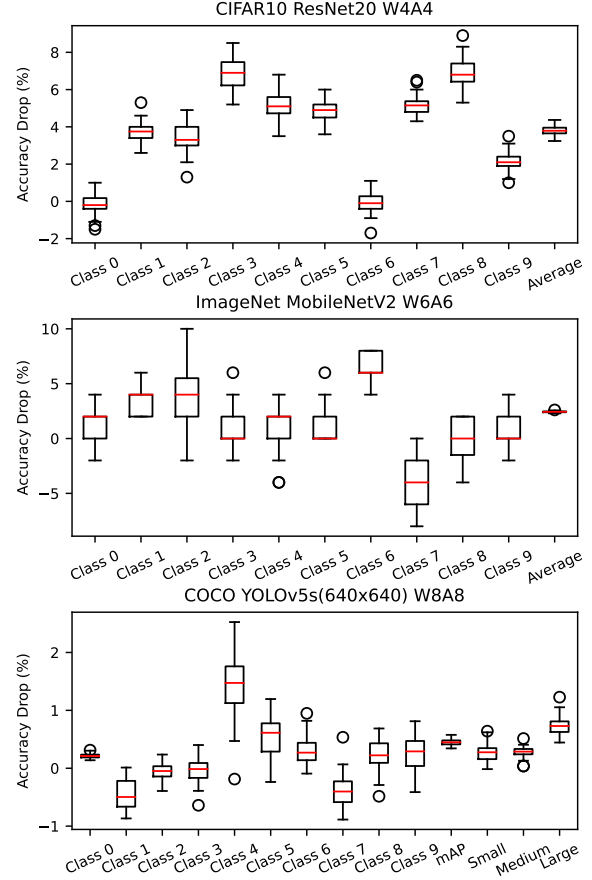 CIFAR10 ResNet20 W4A4
Accuracy Drop (%)
8
6
4
2
0
−2
Class 0 Class 1 Class 2 Class 3 Class 4 Class 5 Class 6 Class 7 Class 8 Class 9 Average
ImageNet MobileNetV2 W6A6
Accuracy Drop (%)
10
5
0
−5
Class 0 Class 1 Class 2 Class 3 Class 4 Class 5 Class 6 Class 7 Class 8 Class 9 Average
COCO YOLOv5s(640x640) W8A8
Accuracy Drop (%)
2
1
0
−1
Class 0 Class 1 Class 2 Class 3 Class 4 Class 5 Class 6 Class 7 Class 8 Class 9 mAP Small Medium Large